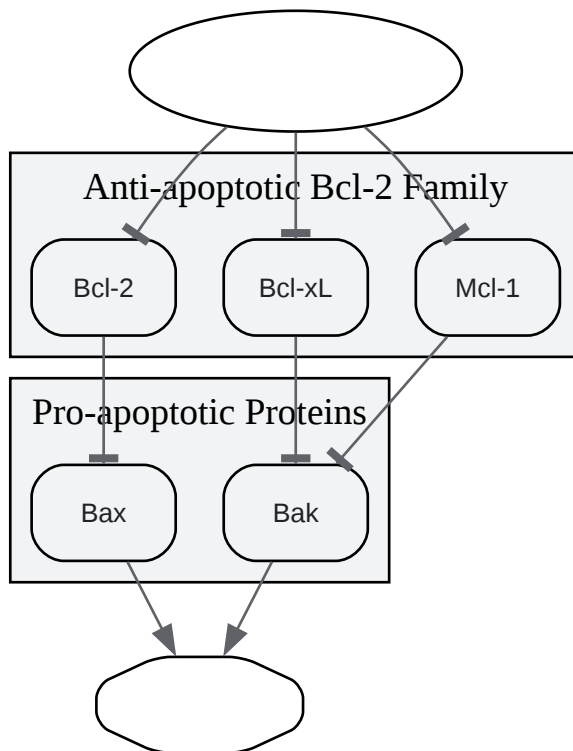 Anti-apoptotic Bcl-2 Family
Bcl-2
Bcl-xL
Mcl-1
Pro-apoptotic Proteins
Bax
Bak